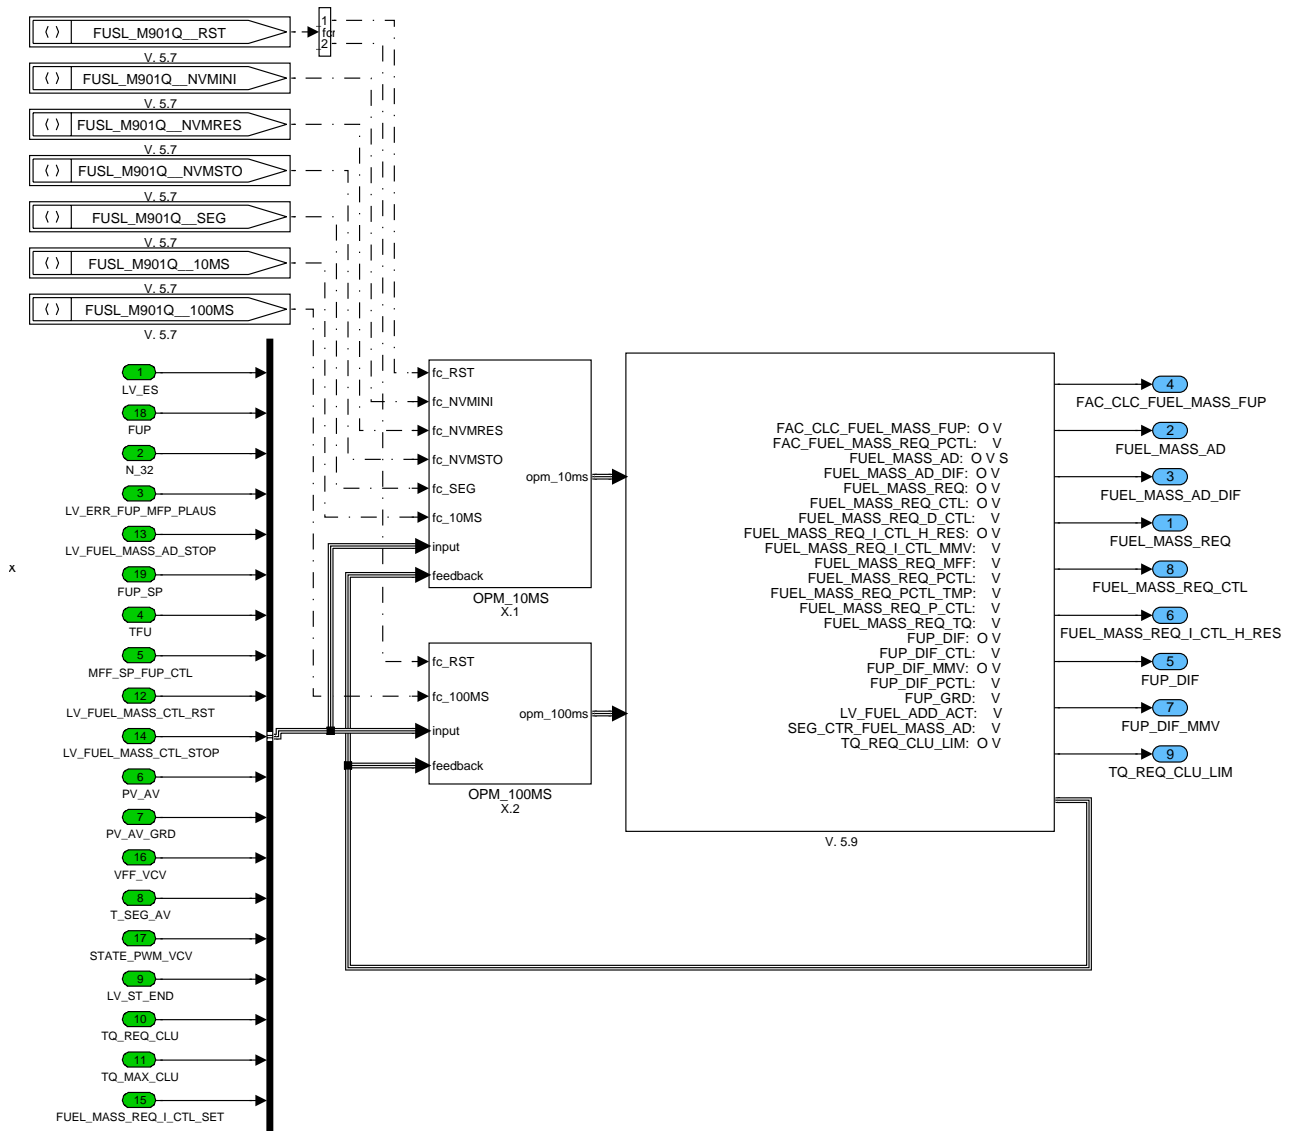 FUSL_M901Q__RST
V. 5.7
FUSL_M901Q__NVMINI
V. 5.7
FUSL_M901Q__NVMRES
V. 5.7
FUSL_M901Q__NVMSTO
V. 5.7
FUSL_M901Q__SEG
V. 5.7
FUSL_M901Q__10MS
V. 5.7
FUSL_M901Q__100MS
V. 5.7
_1
fcn
_2
x
1
LV_ES
18
FUP
2
N_32
3
LV_ERR_FUP_MFP_PLAUS
13
LV_FUEL_MASS_AD_STOP
19
FUP_SP
4
TFU
5
MFF_SP_FUP_CTL
12
LV_FUEL_MASS_CTL_RST
14
LV_FUEL_MASS_CTL_STOP
6
PV_AV
7
PV_AV_GRD
16
VFF_VCV
8
T_SEG_AV
17
STATE_PWM_VCV
9
LV_ST_END
10
TQ_REQ_CLU
11
TQ_MAX_CLU
15
FUEL_MASS_REQ_I_CTL_SET
fc_RST
fc_NVMINI
fc_NVMRES
fc_NVMSTO
fc_SEG
fc_10MS
input
feedback
opm_10ms
OPM_10MS
X.1
fc_RST
fc_100MS
input
feedback
opm_100ms
OPM_100MS
X.2
FAC_CLC_FUEL_MASS_FUP: O V
FAC_FUEL_MASS_REQ_PCTL: V
FUEL_MASS_AD: O V S
FUEL_MASS_AD_DIF: O V
FUEL_MASS_REQ: O V
FUEL_MASS_REQ_CTL: O V
FUEL_MASS_REQ_D_CTL: V
FUEL_MASS_REQ_I_CTL_H_RES: O V
FUEL_MASS_REQ_I_CTL_MMV: V
FUEL_MASS_REQ_MFF: V
FUEL_MASS_REQ_PCTL: V
FUEL_MASS_REQ_PCTL_TMP: V
FUEL_MASS_REQ_P_CTL: V
FUEL_MASS_REQ_TQ: V
FUP_DIF: O V
FUP_DIF_CTL: V
FUP_DIF_MMV: O V
FUP_DIF_PCTL: V
FUP_GRD: V
LV_FUEL_ADD_ACT: V
SEG_CTR_FUEL_MASS_AD: V
TQ_REQ_CLU_LIM: O V
V. 5.9
4
FAC_CLC_FUEL_MASS_FUP
2
FUEL_MASS_AD
3
FUEL_MASS_AD_DIF
1
FUEL_MASS_REQ
8
FUEL_MASS_REQ_CTL
6
FUEL_MASS_REQ_I_CTL_H_RES
5
FUP_DIF
7
FUP_DIF_MMV
9
TQ_REQ_CLU_LIM